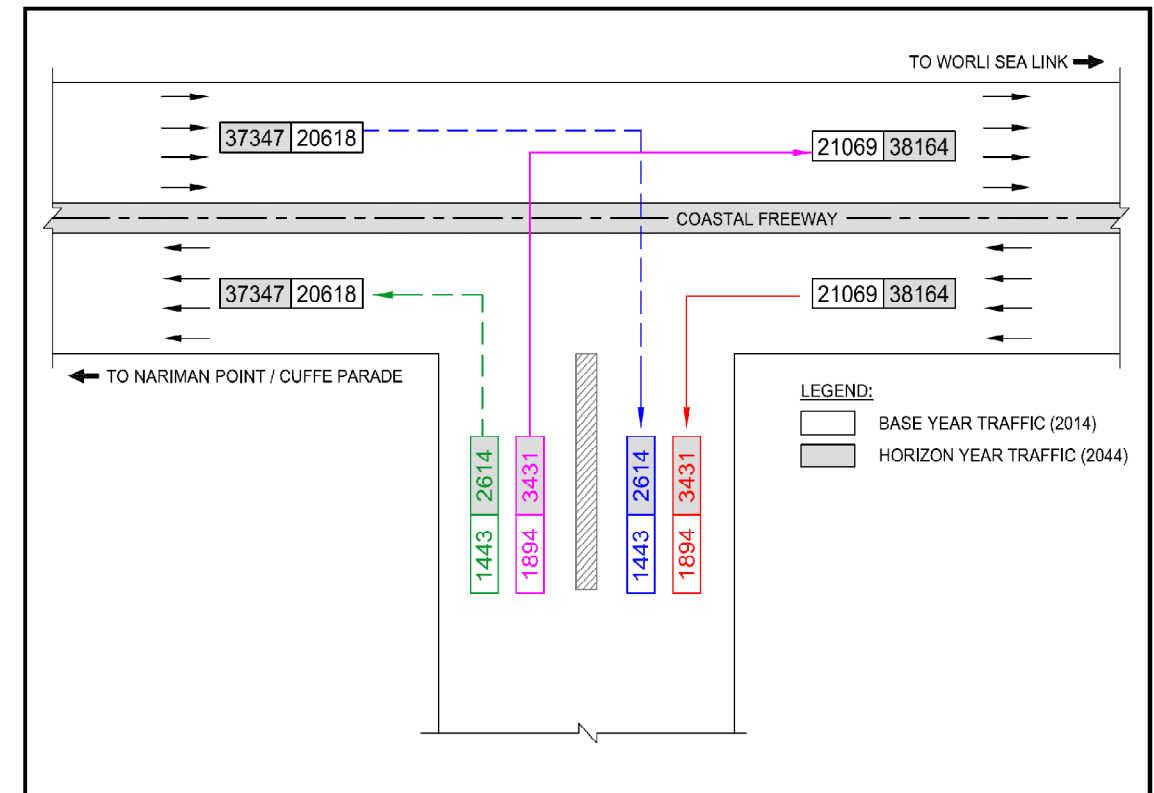 TO WORLI SEA LINK
37347 20618
21069 38164
COASTAL FREEWAY
37347 20618
21069 38164
TO NARIMAN POINT / CUFFE PARADE
LEGEND:
BASE YEAR TRAFFIC (2014)
HORIZON YEAR TRAFFIC (2044)
1443 2614
1894 3431
1443 2614
1894 3431